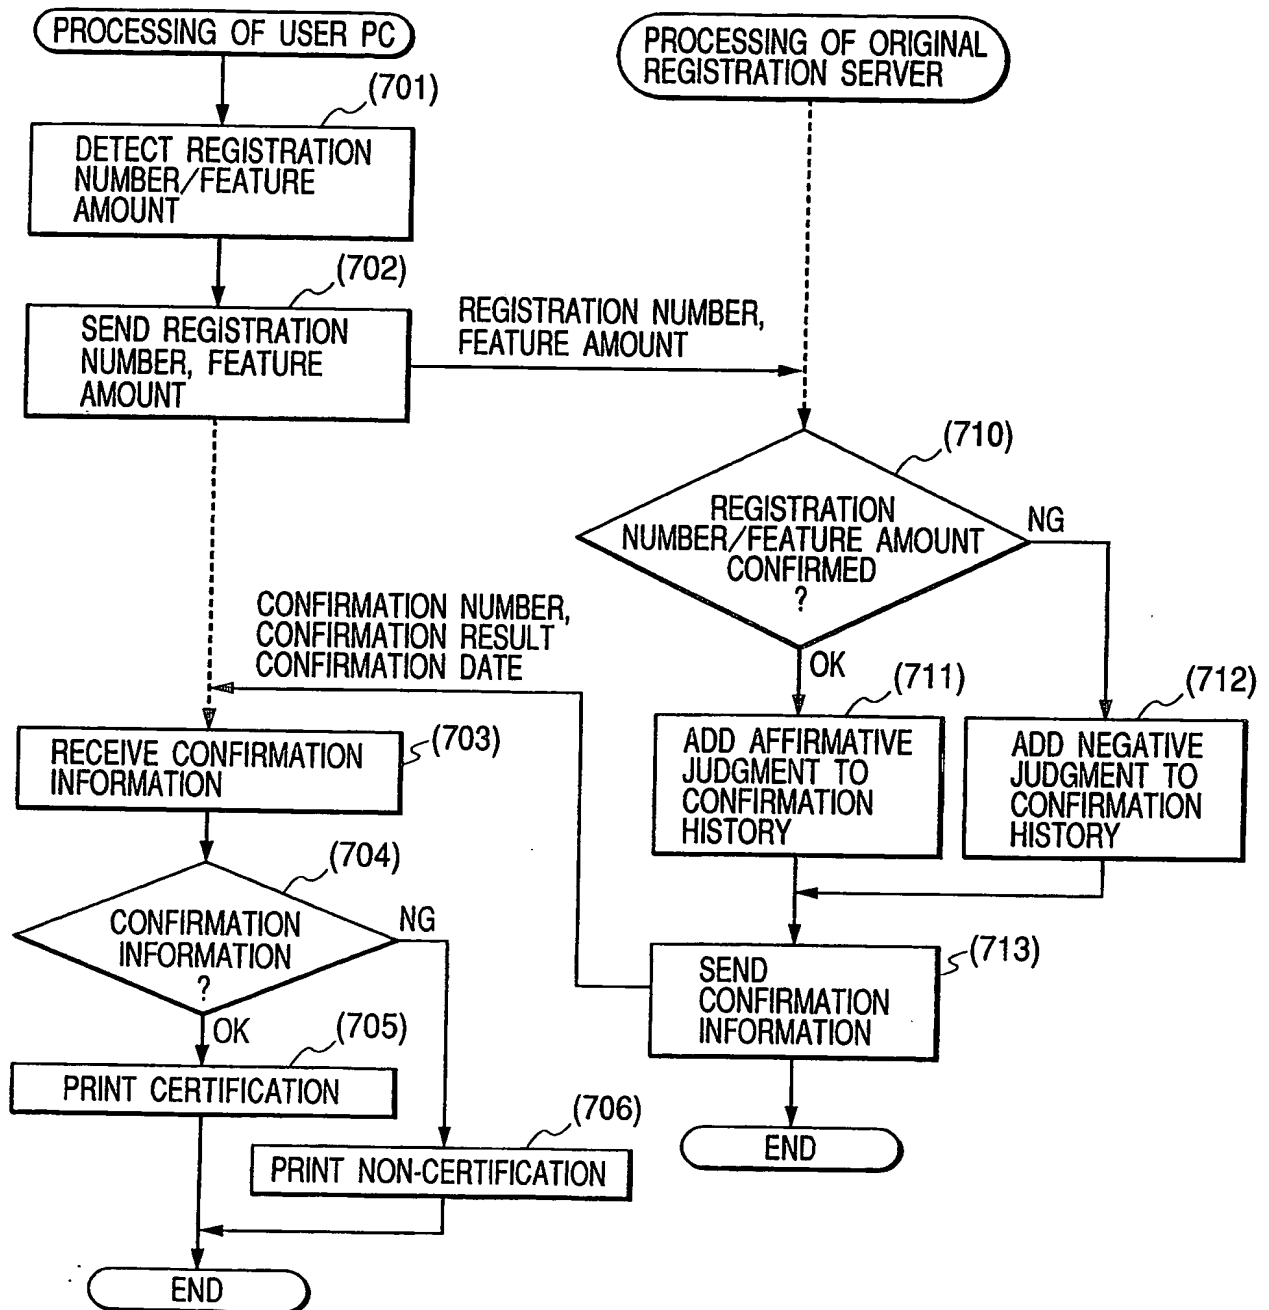 PROCESSING OF USER PC
PROCESSING OF ORIGINAL
REGISTRATION SERVER
(701)
DETECT REGISTRATION
NUMBER/FEATURE
AMOUNT
(702)
SEND REGISTRATION
NUMBER, FEATURE
AMOUNT
REGISTRATION NUMBER,
FEATURE AMOUNT
(710)
REGISTRATION
NUMBER/FEATURE AMOUNT
CONFIRMED
?
NG
OK
CONFIRMATION NUMBER,
CONFIRMATION RESULT
CONFIRMATION DATE
(711)
ADD AFFIRMATIVE
JUDGMENT TO
CONFIRMATION
HISTORY
(712)
ADD NEGATIVE
JUDGMENT TO
CONFIRMATION
HISTORY
(703)
RECEIVE CONFIRMATION
INFORMATION
(704)
CONFIRMATION
INFORMATION
?
NG
OK
(713)
SEND
CONFIRMATION
INFORMATION
(705)
PRINT CERTIFICATION
(706)
PRINT NON-CERTIFICATION
END
END